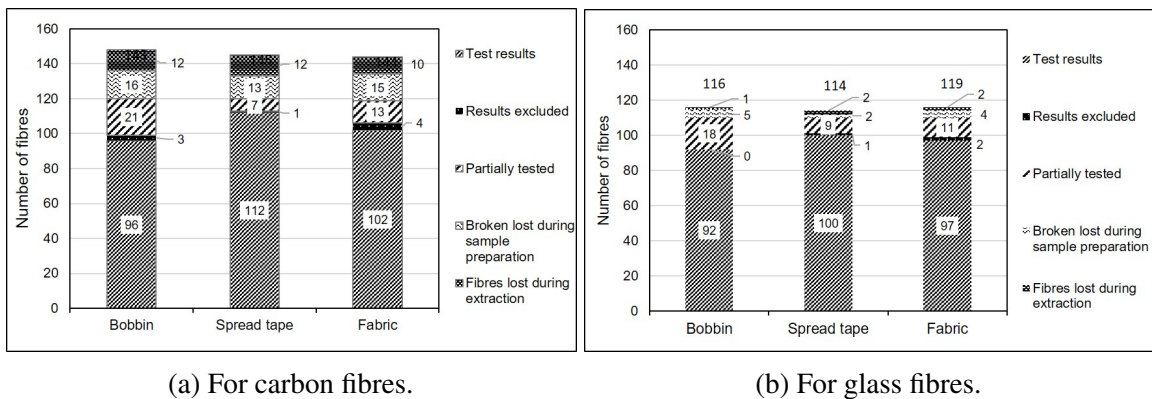 160
140
120
100
80
60
40
20
0
Number of fibres
12
16
21
3
96
12
13
7
1
112
10
15
13
4
102
Bobbin
Spread tape
Fabric
Test results
Results excluded
Partially tested
Broken lost during
sample
preparation
Fibres lost during
extraction
(a) For carbon fibres.
160
140
120
100
80
60
40
20
0
Number of fibres
116
1
5
18
0
92
114
2
2
9
1
100
119
2
4
11
2
97
Bobbin
Spread tape
Fabric
Test results
Results excluded
Partially tested
Broken lost during
sample preparation
Fibres lost during
extraction
(b) For glass fibres.